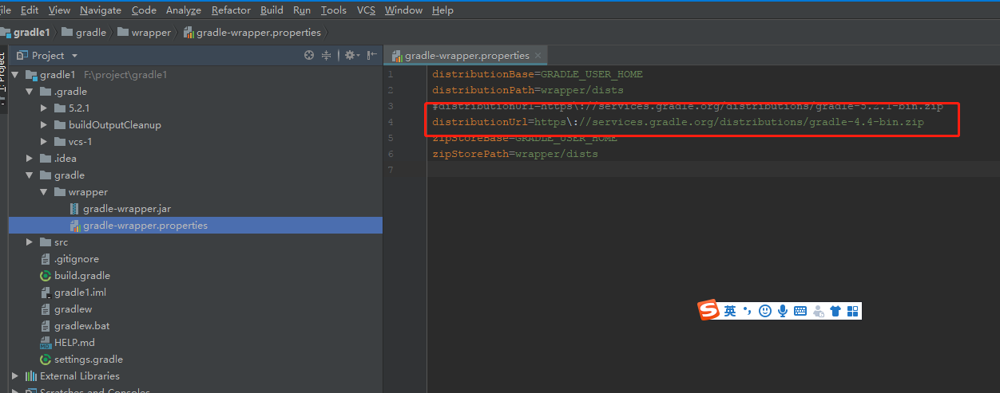 ile Edit View Navigate Code Analyze Refactor Build Run Tools VCS Window Help
gradle1 gradle wrapper gradle-wrapper.properties
1: Project
Project
gradle-wrapper.properties
gradle1 F:\project\gradle1
.gradle
5.2.1
buildOutputCleanup
vcs-1
.idea
gradle
wrapper
gradle-wrapper.jar
gradle-wrapper.properties
src
.gitignore
build.gradle
gradle1.iml
gradlew
gradlew.bat
HELP.md
settings.gradle
External Libraries
Scratches and Consoles
1 distributionBase=GRADLE_USER_HOME
2 distributionPath=wrapper/dists
3 #distributionUrl=https\://services.gradle.org/distributions/gradle-5.2.1-bin.zip
4 distributionUrl=https\://services.gradle.org/distributions/gradle-4.4-bin.zip
5 zipStoreBase=GRADLE_USER_HOME
6 zipStorePath=wrapper/dists
7
英